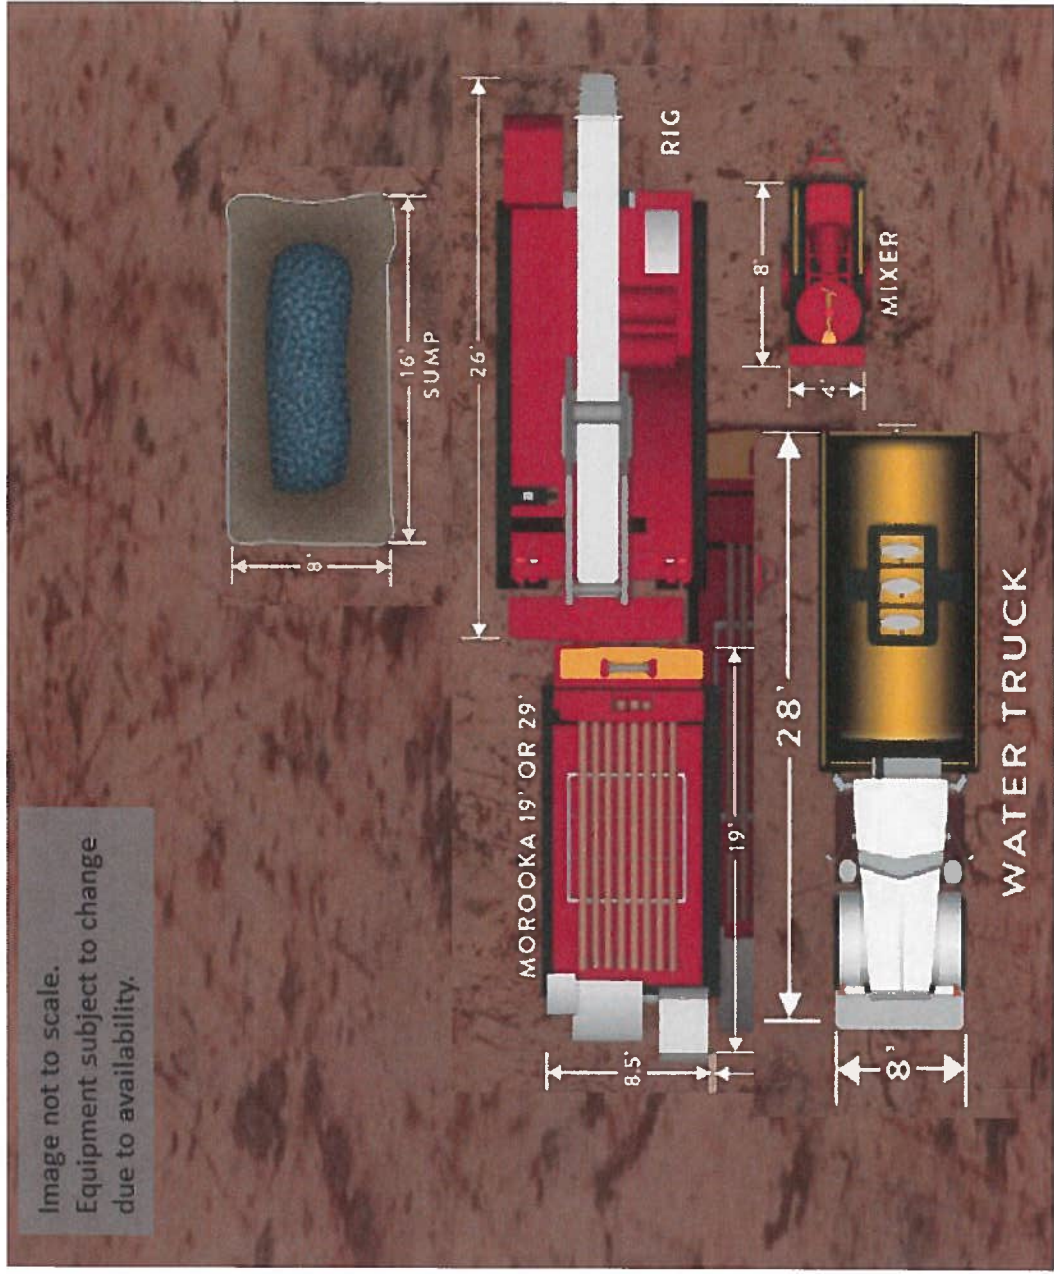 Image not to scale.
Equipment subject to change
due to availability.
8'
16'
SUMP
26'
RIG
MOROOKA 19' OR 29'
8.5'
19'
8'
4'
MIXER
28'
8'
WATER TRUCK